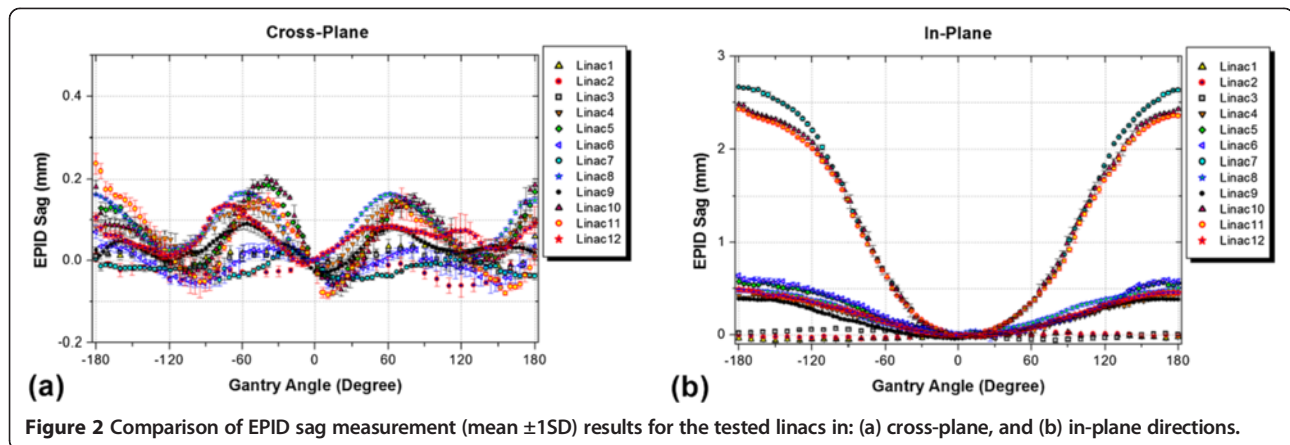 Cross-Plane
EPID Sag (mm)
0.4
0.2
0.0
-0.2
-180
-120
-60
0
60
120
180
Gantry Angle (Degree)
(a)
Linac1
Linac2
Linac3
Linac4
Linac5
Linac6
Linac7
Linac8
Linac9
Linac10
Linac11
Linac12
In-Plane
EPID Sag (mm)
3
2
1
0
-180
-120
-60
0
60
120
180
Gantry Angle (Degree)
(b)
Linac1
Linac2
Linac3
Linac4
Linac5
Linac6
Linac7
Linac8
Linac9
Linac10
Linac11
Linac12
Figure 2 Comparison of EPID sag measurement (mean ±1SD) results for the tested linacs in: (a) cross-plane, and (b) in-plane directions.